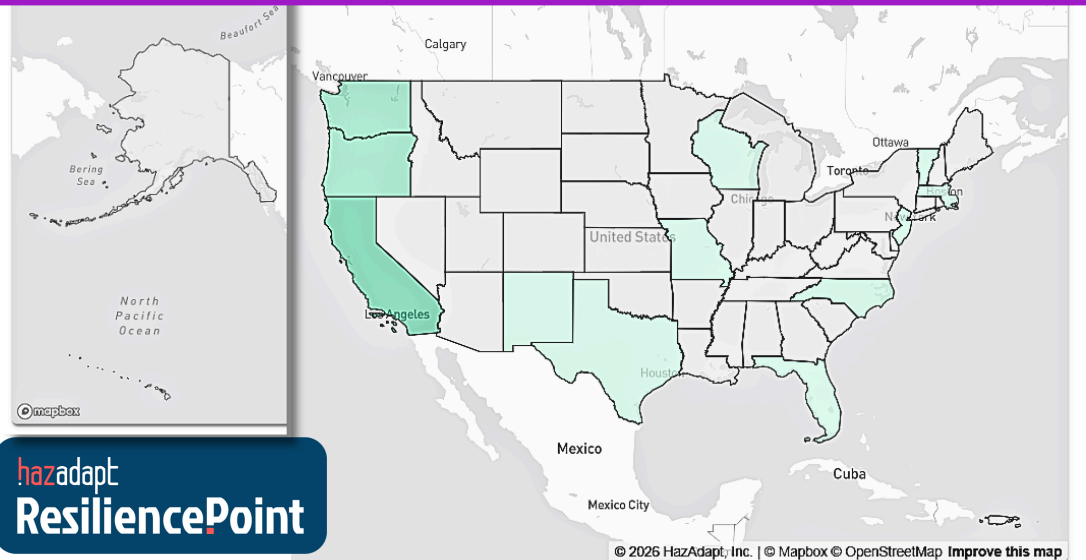 Beaufort Sea
Calgary
Vancouver
Ottawa
Bering
Sea
Toronto
Boston
Chicago
New York
United States
North
Pacific
Ocean
Los Angeles
Houston
mapbox
Mexico
hazadapt
Cuba
ResiliencePoint
Mexico City
© 2026 HazAdapt, Inc. | © Mapbox © OpenStreetMap Improve this map